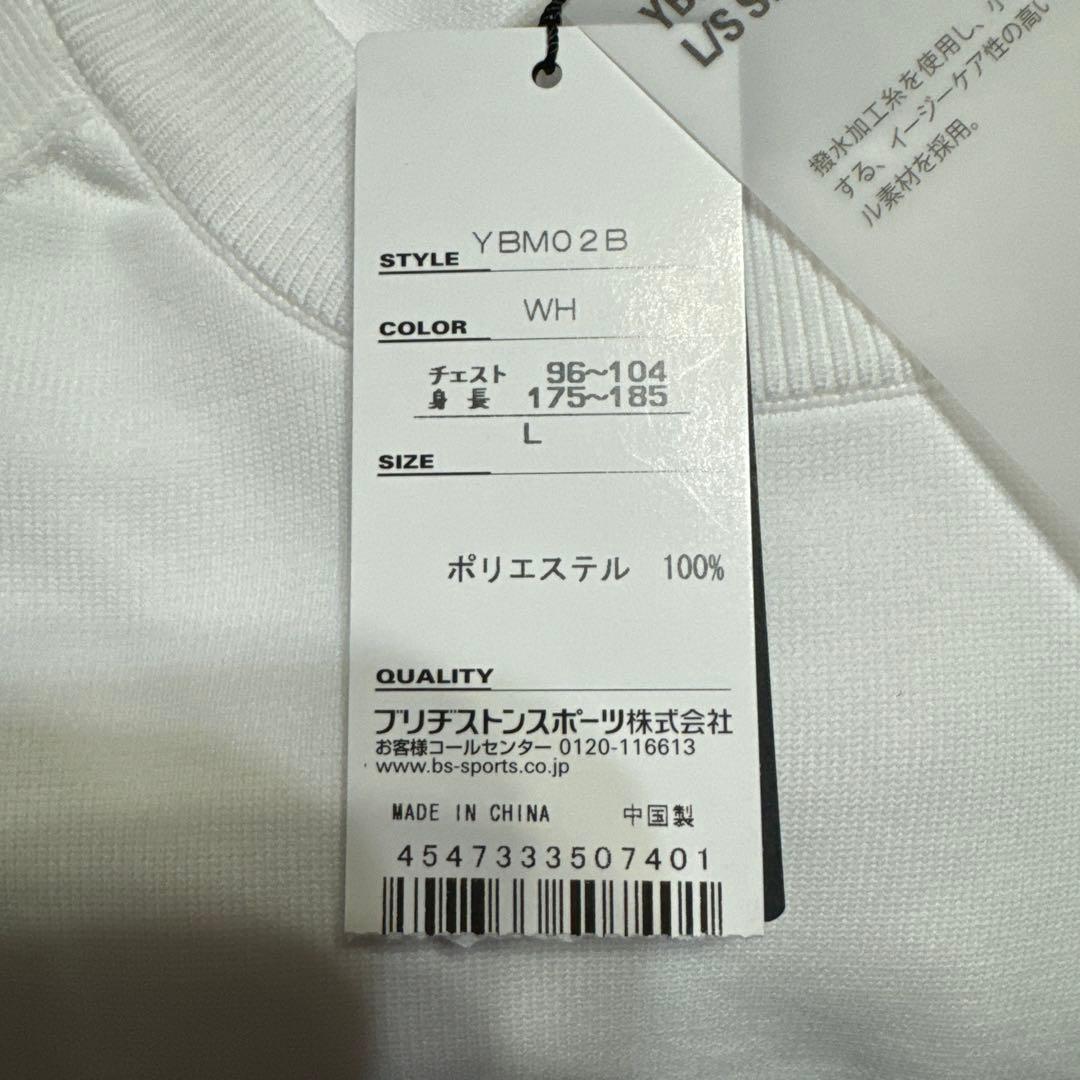 L/S
撥水加工糸を使用し、
する、イージーケア性の高い
ル素材を採用。
STYLE YBM02B
COLOR WH
チェスト 96〜104
身長 175〜185
L
SIZE
ポリエステル 100%
QUALITY
ブリヂストンスポーツ株式会社
お客様コールセンター 0120-116613
www.bs-sports.co.jp
MADE IN CHINA 中国製
4547333507401